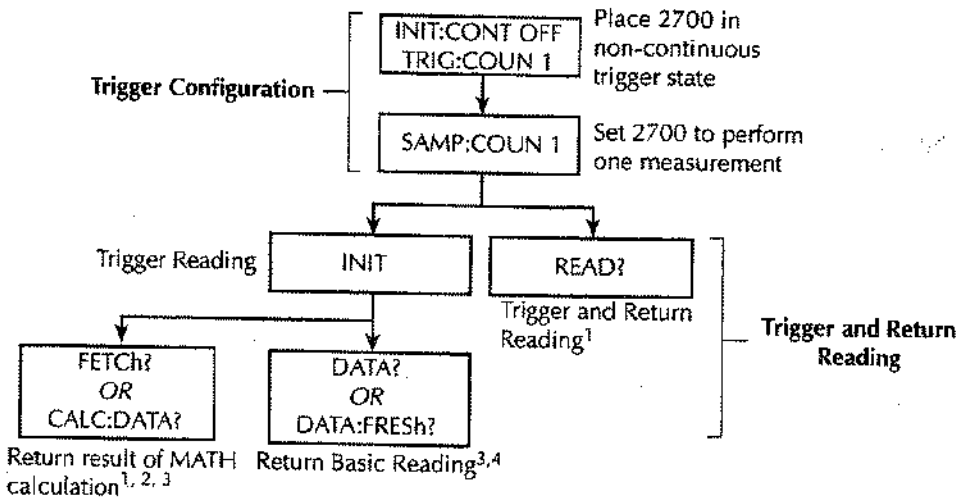 INIT:CONT OFF
TRIG:COUN 1
Place 2700 in
non-continuous
trigger state
Trigger Configuration
SAMP:COUN 1
Set 2700 to perform
one measurement
Trigger Reading
INIT
READ?
Trigger and Return
Reading1
Trigger and Return
Reading
FETCh?
OR
CALC:DATA?
DATA?
OR
DATA:FRESh?
Return result of MATH
calculation1, 2, 3
Return Basic Reading3,4